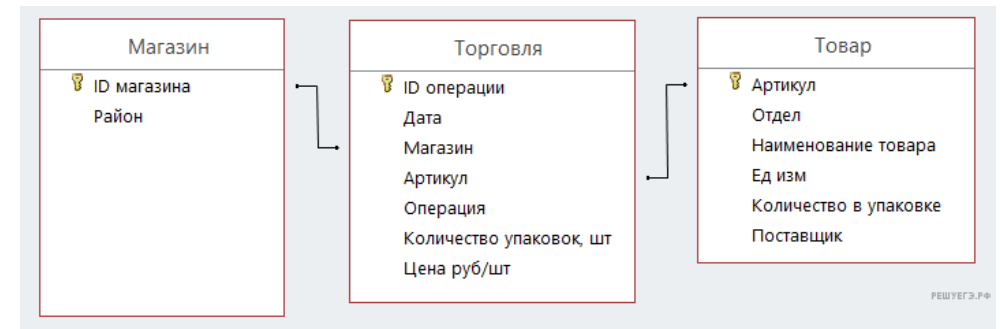 Магазин
ID магазина
Район
Торговля
ID операции
Дата
Магазин
Артикул
Операция
Количество упаковок, шт
Цена руб/шт
Товар
Артикул
Отдел
Наименование товара
Ед изм
Количество в упаковке
Поставщик
РЕШУЕГЭ.РФ